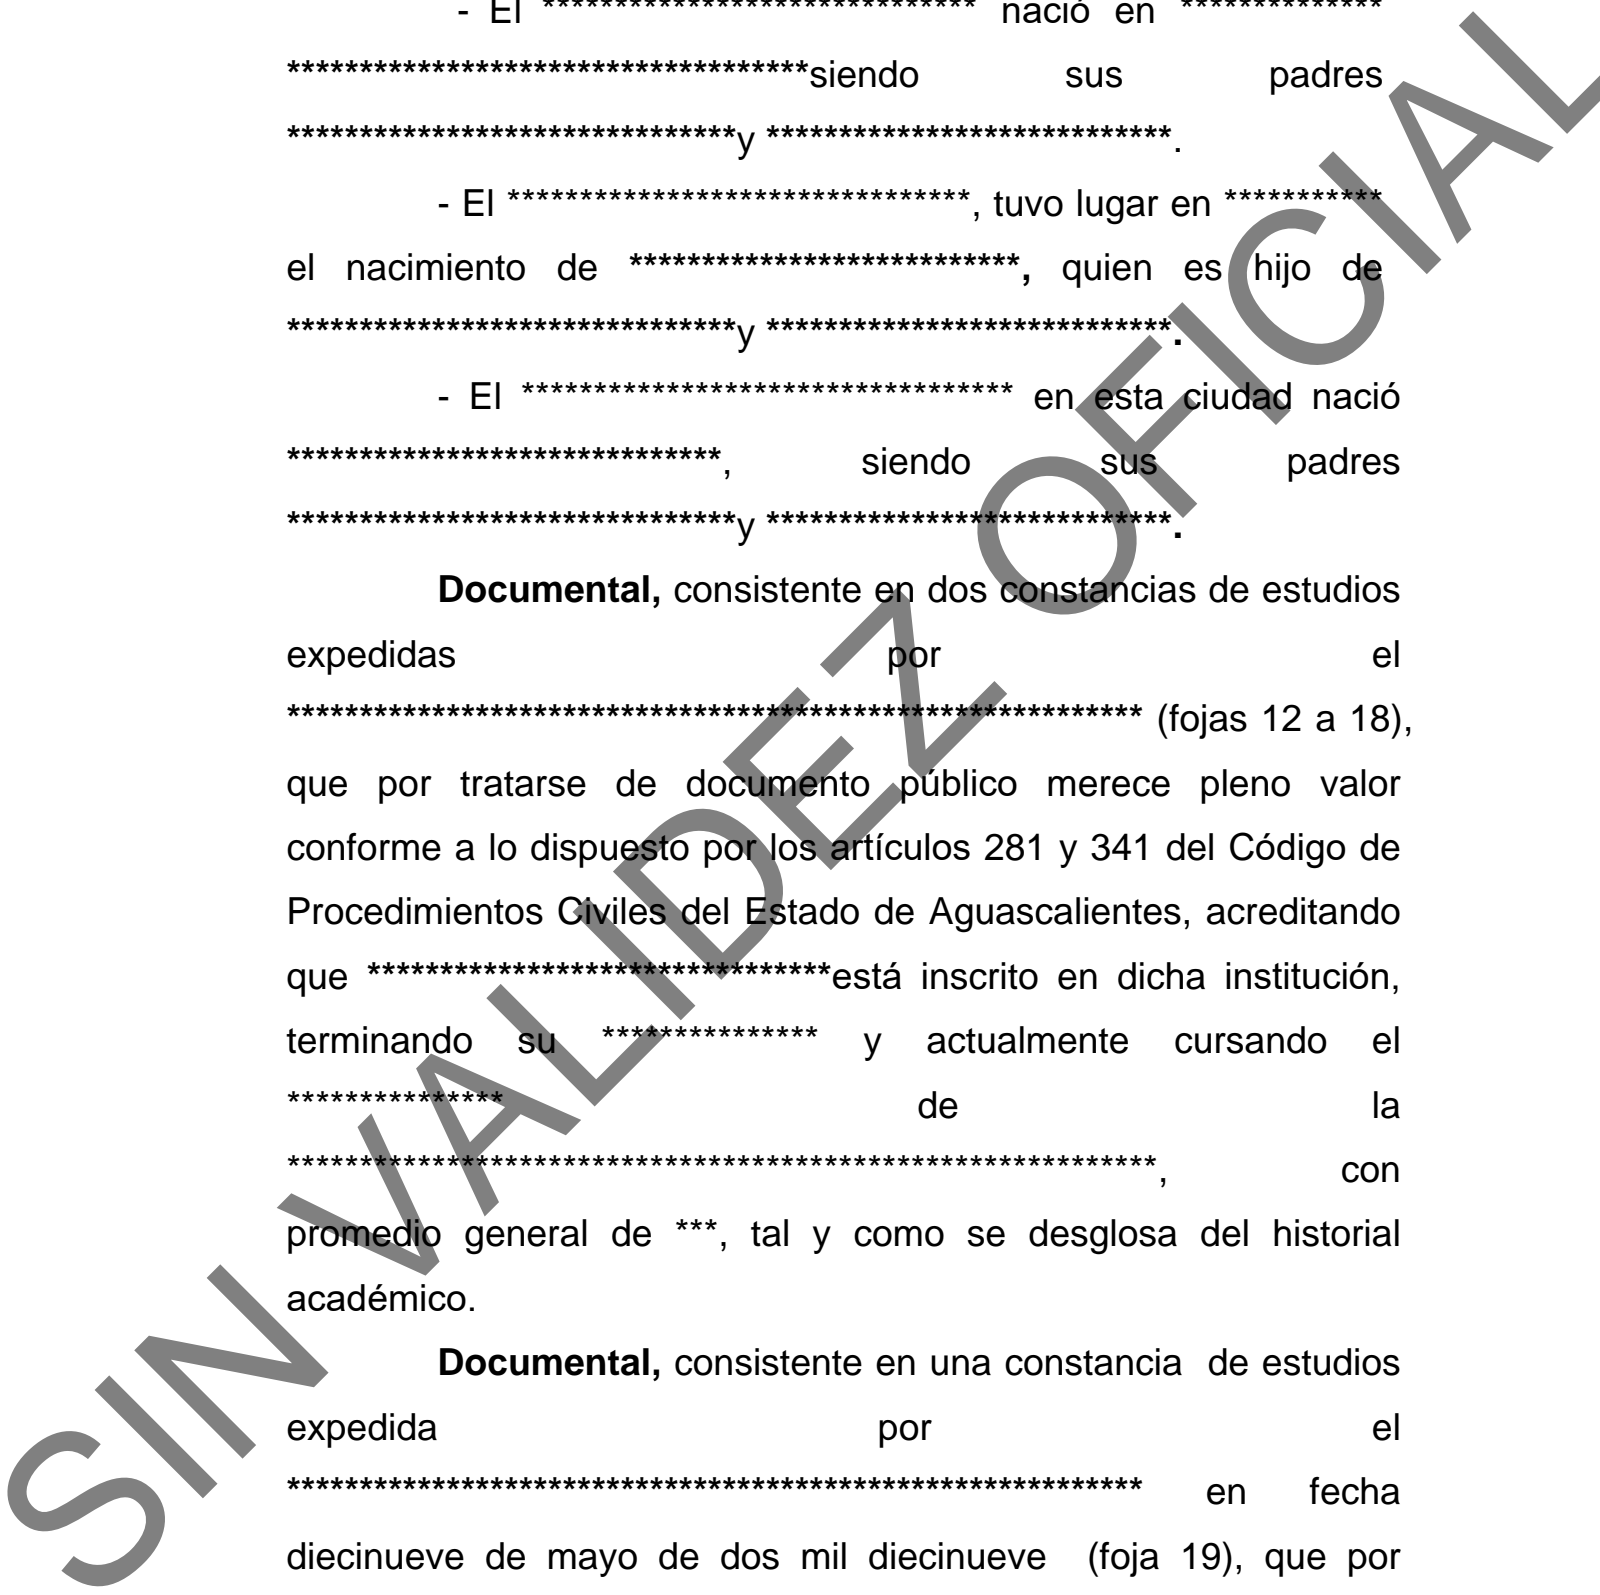 - El ****************************** nació en **************
************************************siendo sus padres
*******************************y ****************************.
- El ********************************, tuvo lugar en ***********
el nacimiento de ***************************, quien es hijo de
*******************************y ****************************.
- El ********************************** en esta ciudad nació
******************************, siendo sus padres
*******************************y ****************************.
Documental, consistente en dos constancias de estudios
expedidas por el
*********************************************************** (fojas 12 a 18),
que por tratarse de documento público merece pleno valor
conforme a lo dispuesto por los artículos 281 y 341 del Código de
Procedimientos Civiles del Estado de Aguascalientes, acreditando
que ********************************está inscrito en dicha institución,
terminando su *************** y actualmente cursando el
*************** de la
************************************************************, con
promedio general de ***, tal y como se desglosa del historial
académico.
Documental, consistente en una constancia de estudios
expedida por el
*********************************************************** en fecha
diecinueve de mayo de dos mil diecinueve (foja 19), que por
SIN VALIDEZ OFICIAL